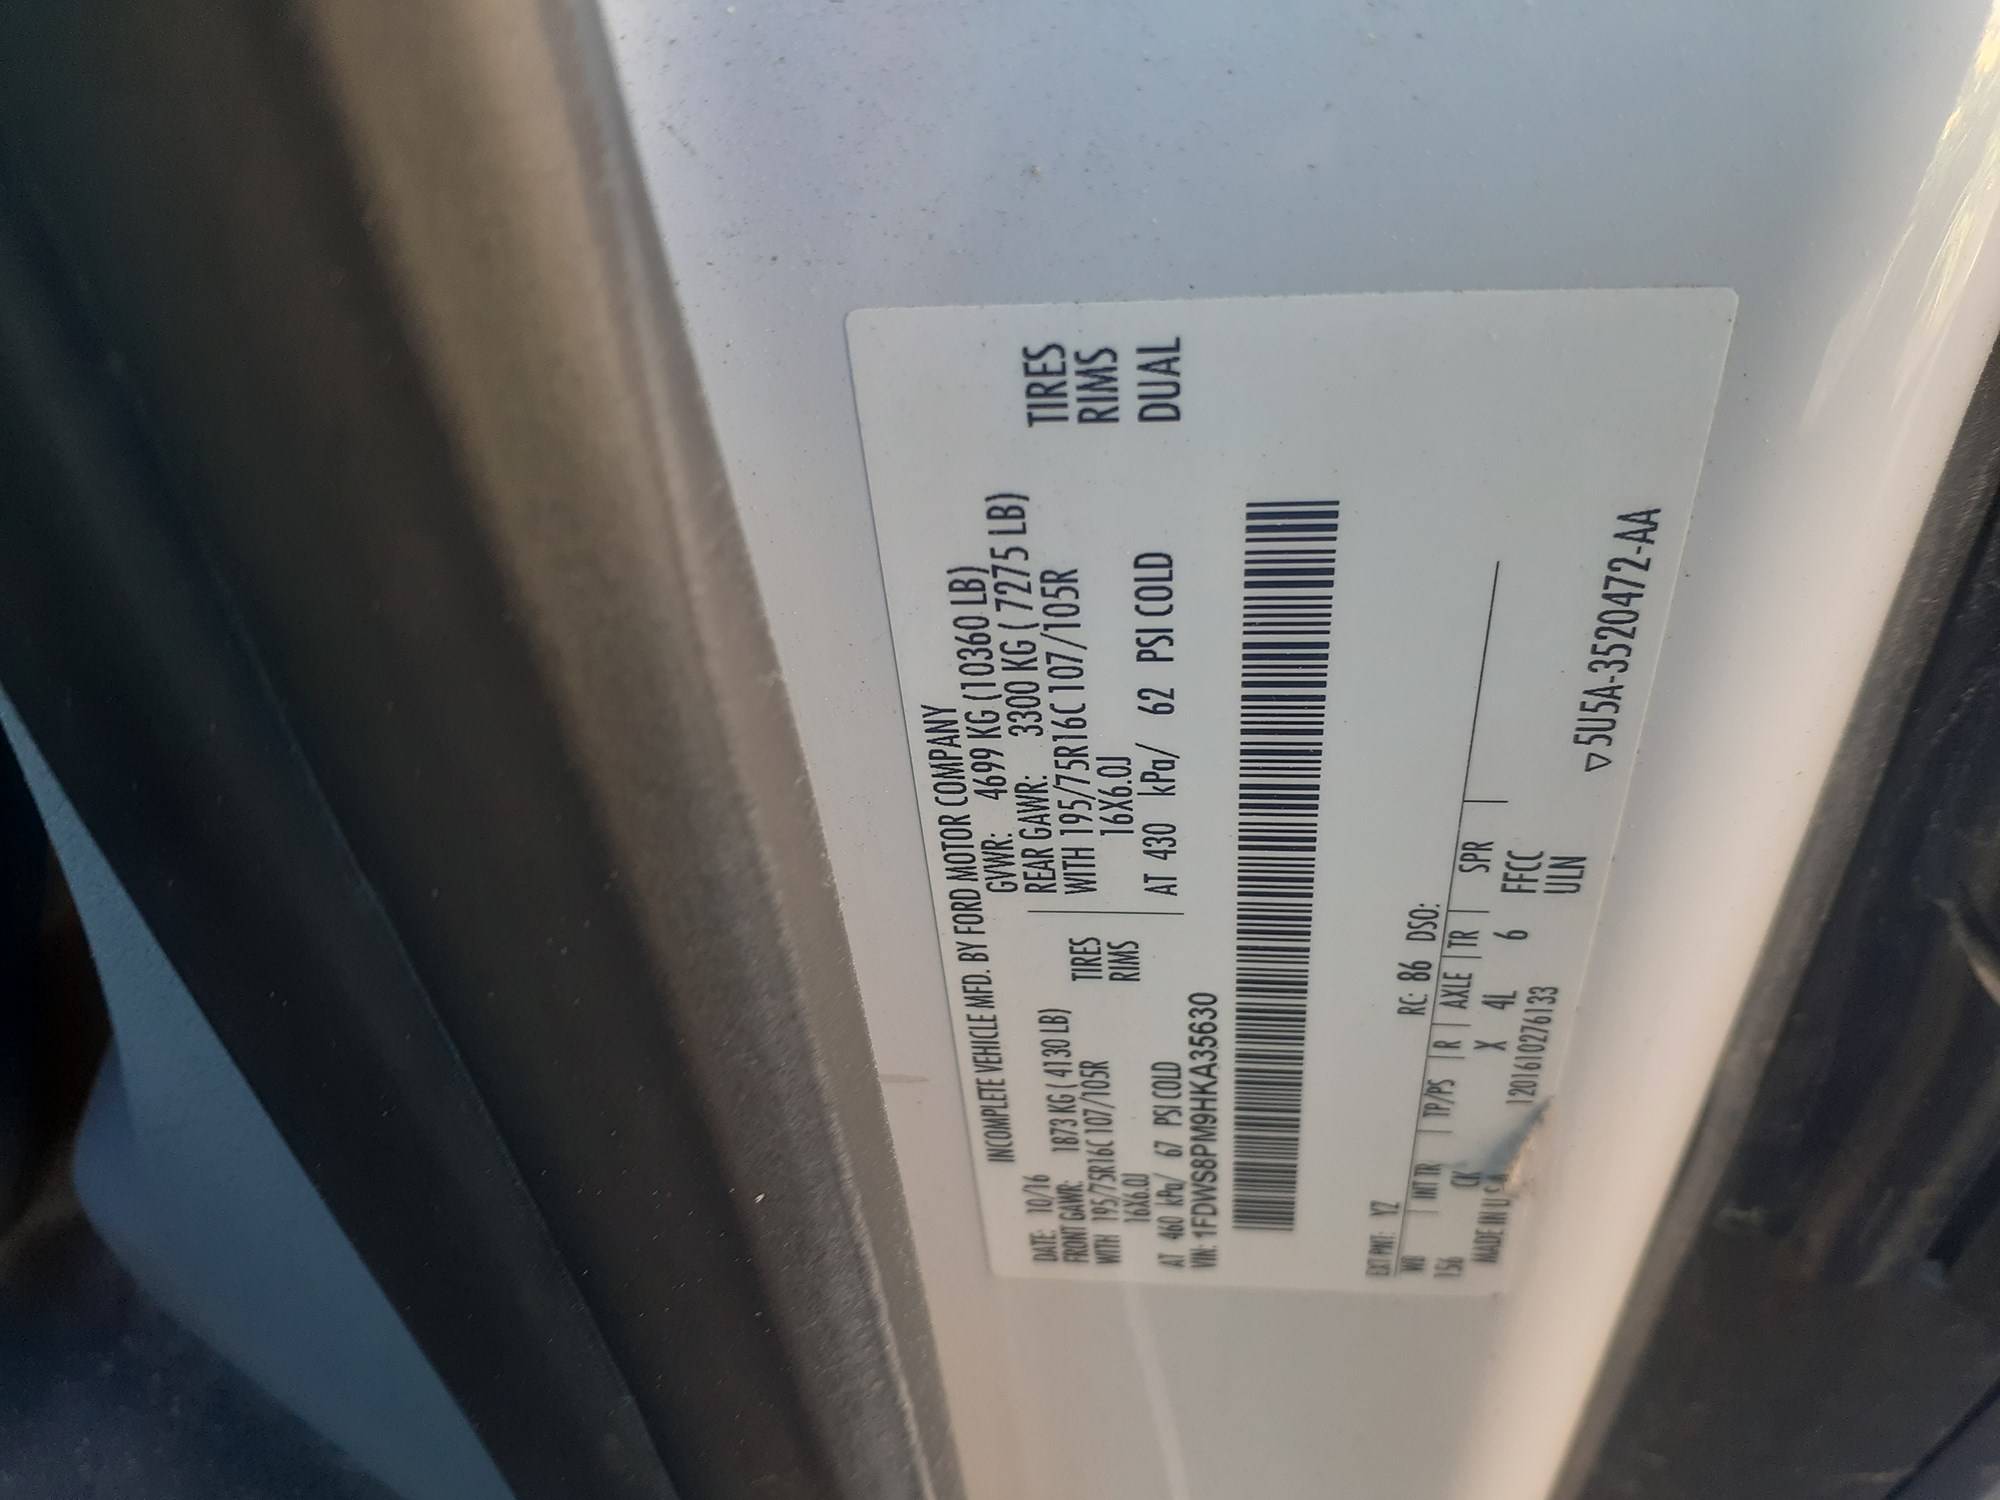 INCOMPLETE VEHICLE MFD. BY FORD MOTOR COMPANY
DATE: 10/16 GVWR: 4699 KG (10360 LB)
FRONT GAWR: 1873 KG ( 4130 LB) REAR GAWR: 3300 KG ( 7275 LB)
WITH 195/75R16C 107/105R TIRES WITH 195/75R16C 107/105R TIRES
16X6.0J RIMS 16X6.0J RIMS
AT 460 kPa/ 67 PSI COLD AT 430 kPa/ 62 PSI COLD DUAL
VIN: 1FDWS8PM9HKA35630
EXT PNT: YZ RC: 86 DSO:
WB | INT TR | TP/PS | R | AXLE | TR | SPR |
156 CK X 4L 6 FFCC
MADE IN U.S.A. ULN
1201610276133
▽5U5A-3520472-AA